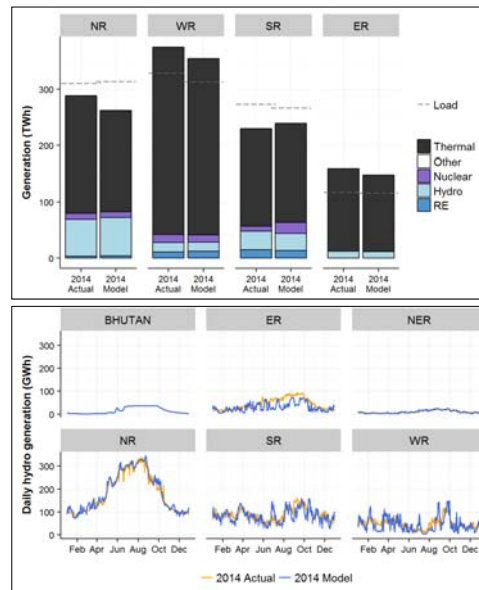 NR WR SR ER
Generation (TWh)
300
200
100
0
Load
Thermal
Other
Nuclear
Hydro
RE
2014 Actual 2014 Model 2014 Actual 2014 Model 2014 Actual 2014 Model 2014 Actual 2014 Model
BHUTAN ER NER
Daily hydro generation (GWh)
300
200
100
0
NR SR WR
300
200
100
0
Feb Apr Jun Aug Oct Dec Feb Apr Jun Aug Oct Dec Feb Apr Jun Aug Oct Dec
2014 Actual 2014 Model